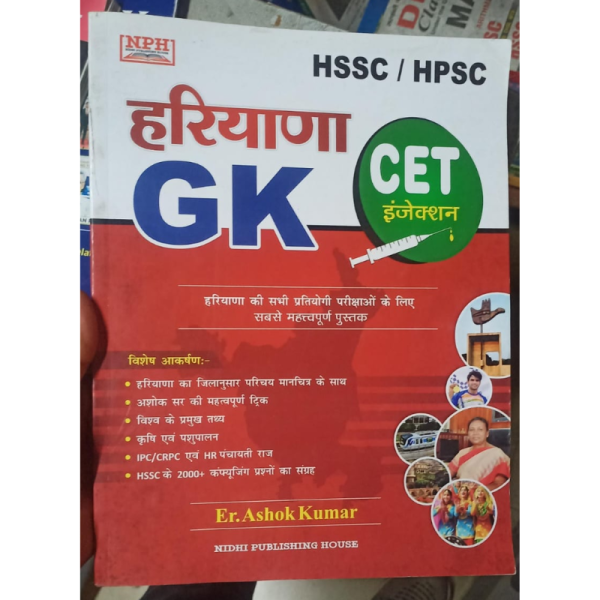 NPH
HSSC / HPSC
हरियाणा
GK
CET
इंजेक्शन
हरियाणा की सभी प्रतियोगी परीक्षाओं के लिए
सबसे महत्त्वपूर्ण पुस्तक
विशेष आकर्षण:-
• हरियाणा का जिलानुसार परिचय मानचित्र के साथ
• अशोक सर की महत्वपूर्ण ट्रिक
• विश्व के प्रमुख तथ्य
• कृषि एवं पशुपालन
• IPC/CRPC एवं HR पंचायती राज
• HSSC के 2000+ कंफ्यूजिंग प्रश्नों का संग्रह
Er.Ashok Kumar
NIDHI PUBLISHING HOUSE